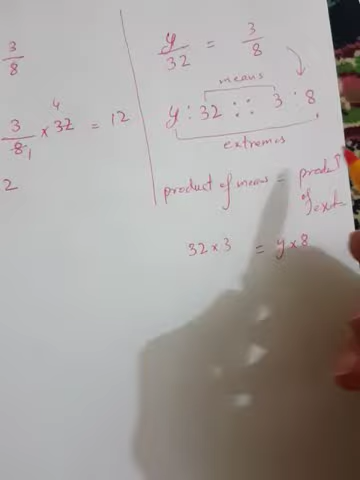 3/8
3/8 × 32 = 12
4
1
2
y/32 = 3/8
means
y : 32 :: 3 : 8
extremes
product of means = prodct
of ext
32 × 3 = y × 8